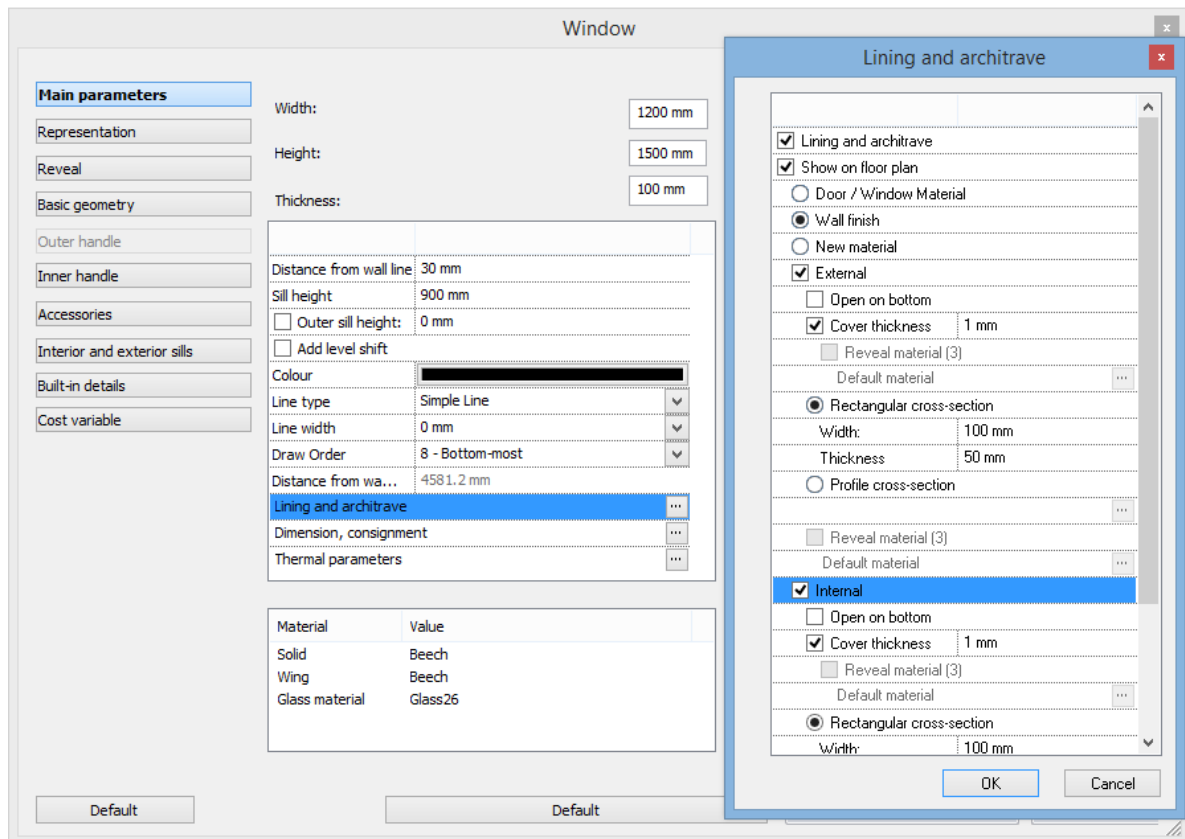 Window
x
Main parameters
Representation
Reveal
Basic geometry
Outer handle
Inner handle
Accessories
Interior and exterior sills
Built-in details
Cost variable
Width: 1200 mm
Height: 1500 mm
Thickness: 100 mm
Distance from wall line 30 mm
Sill height 900 mm
Outer sill height: 0 mm
Add level shift
Colour
Line type Simple Line
Line width 0 mm
Draw Order 8 - Bottom-most
Distance from wa... 4581.2 mm
Lining and architrave ...
Dimension, consignment ...
Thermal parameters ...
Material Value
Solid Beech
Wing Beech
Glass material Glass26
Default
Default
Lining and architrave
x
Lining and architrave
Show on floor plan
Door / Window Material
Wall finish
New material
External
Open on bottom
Cover thickness 1 mm
Reveal material (3)
Default material ...
Rectangular cross-section
Width: 100 mm
Thickness 50 mm
Profile cross-section
...
Reveal material (3)
Default material ...
Internal
Open on bottom
Cover thickness 1 mm
Reveal material (3)
Default material ...
Rectangular cross-section
Width: 100 mm
OK Cancel